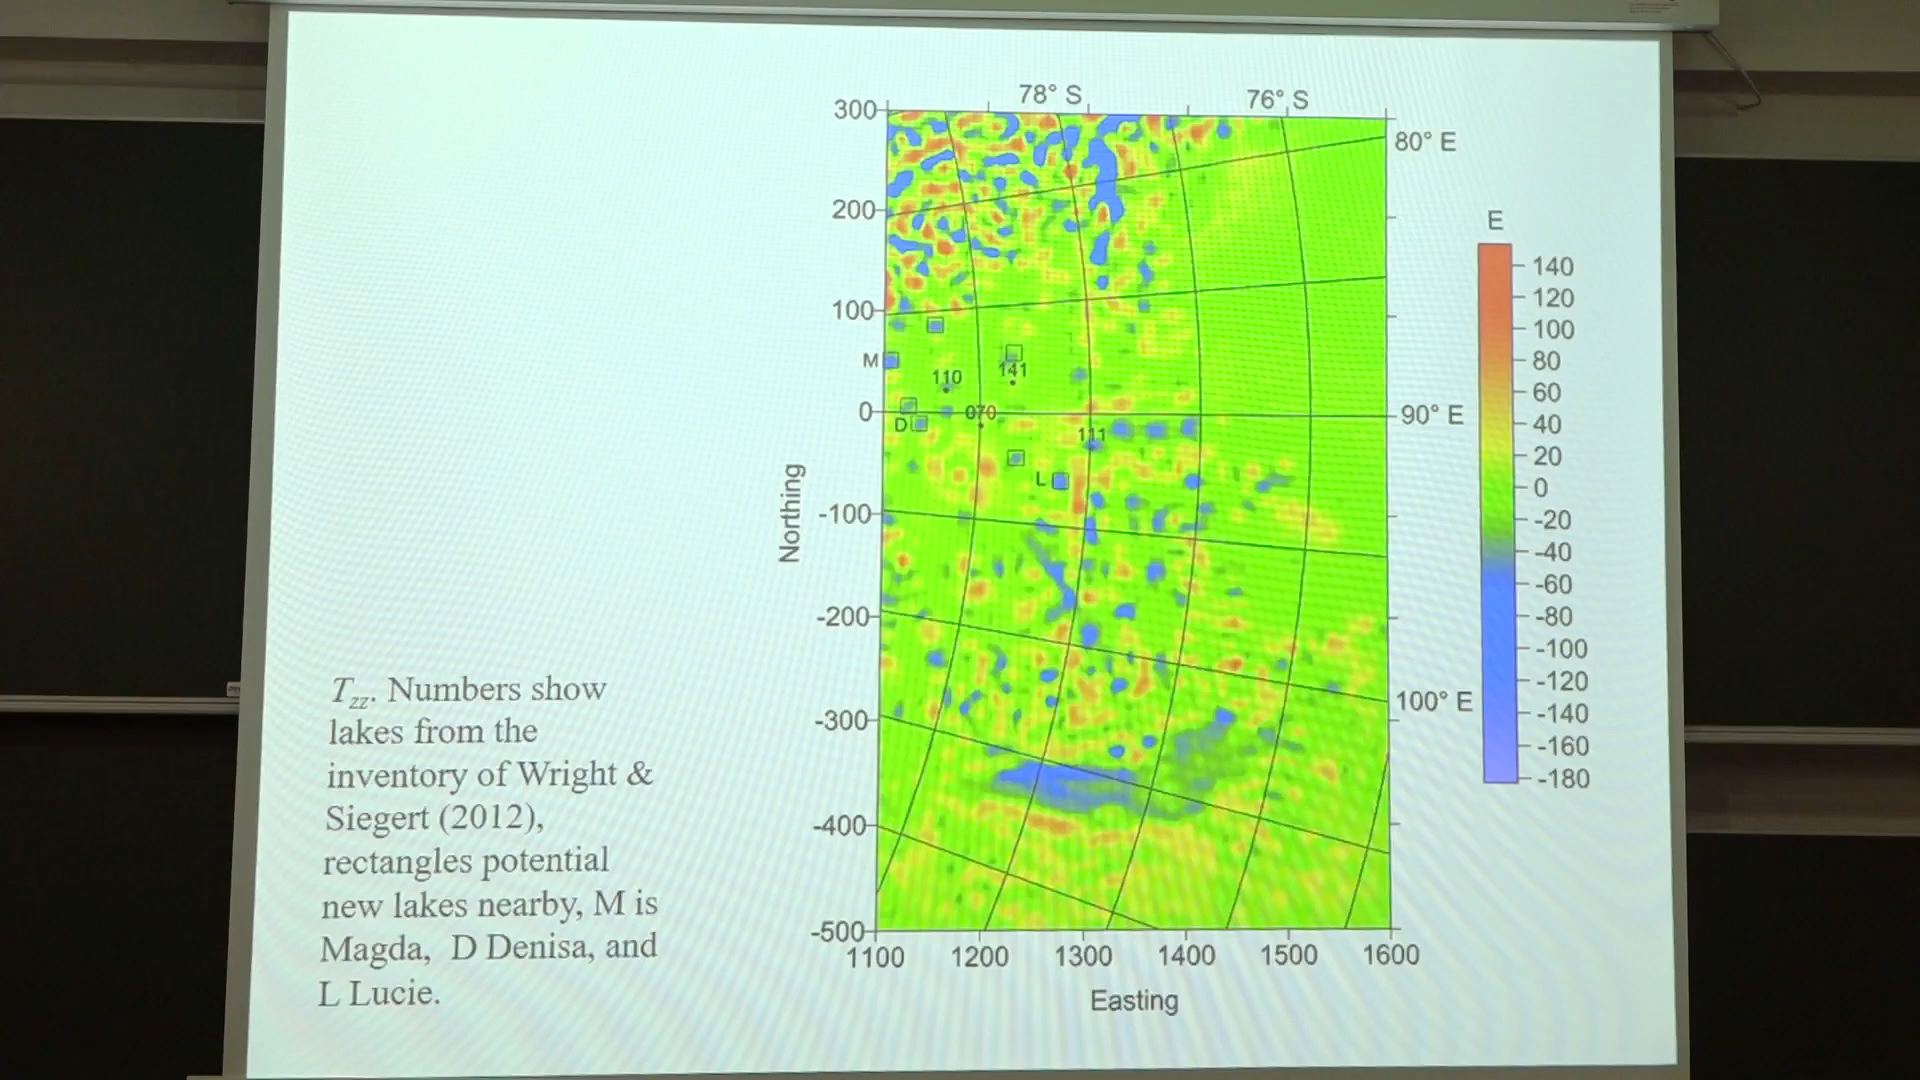 78° S
76° S
300
200
100
0
-100
-200
-300
-400
-500
Northing
80° E
90° E
100° E
M
110
141
070
D
111
L
1100 1200 1300 1400 1500 1600
Easting
E
140
120
100
80
60
40
20
0
-20
-40
-60
-80
-100
-120
-140
-160
-180
Tzz. Numbers show
lakes from the
inventory of Wright &
Siegert (2012),
rectangles potential
new lakes nearby, M is
Magda, D Denisa, and
L Lucie.